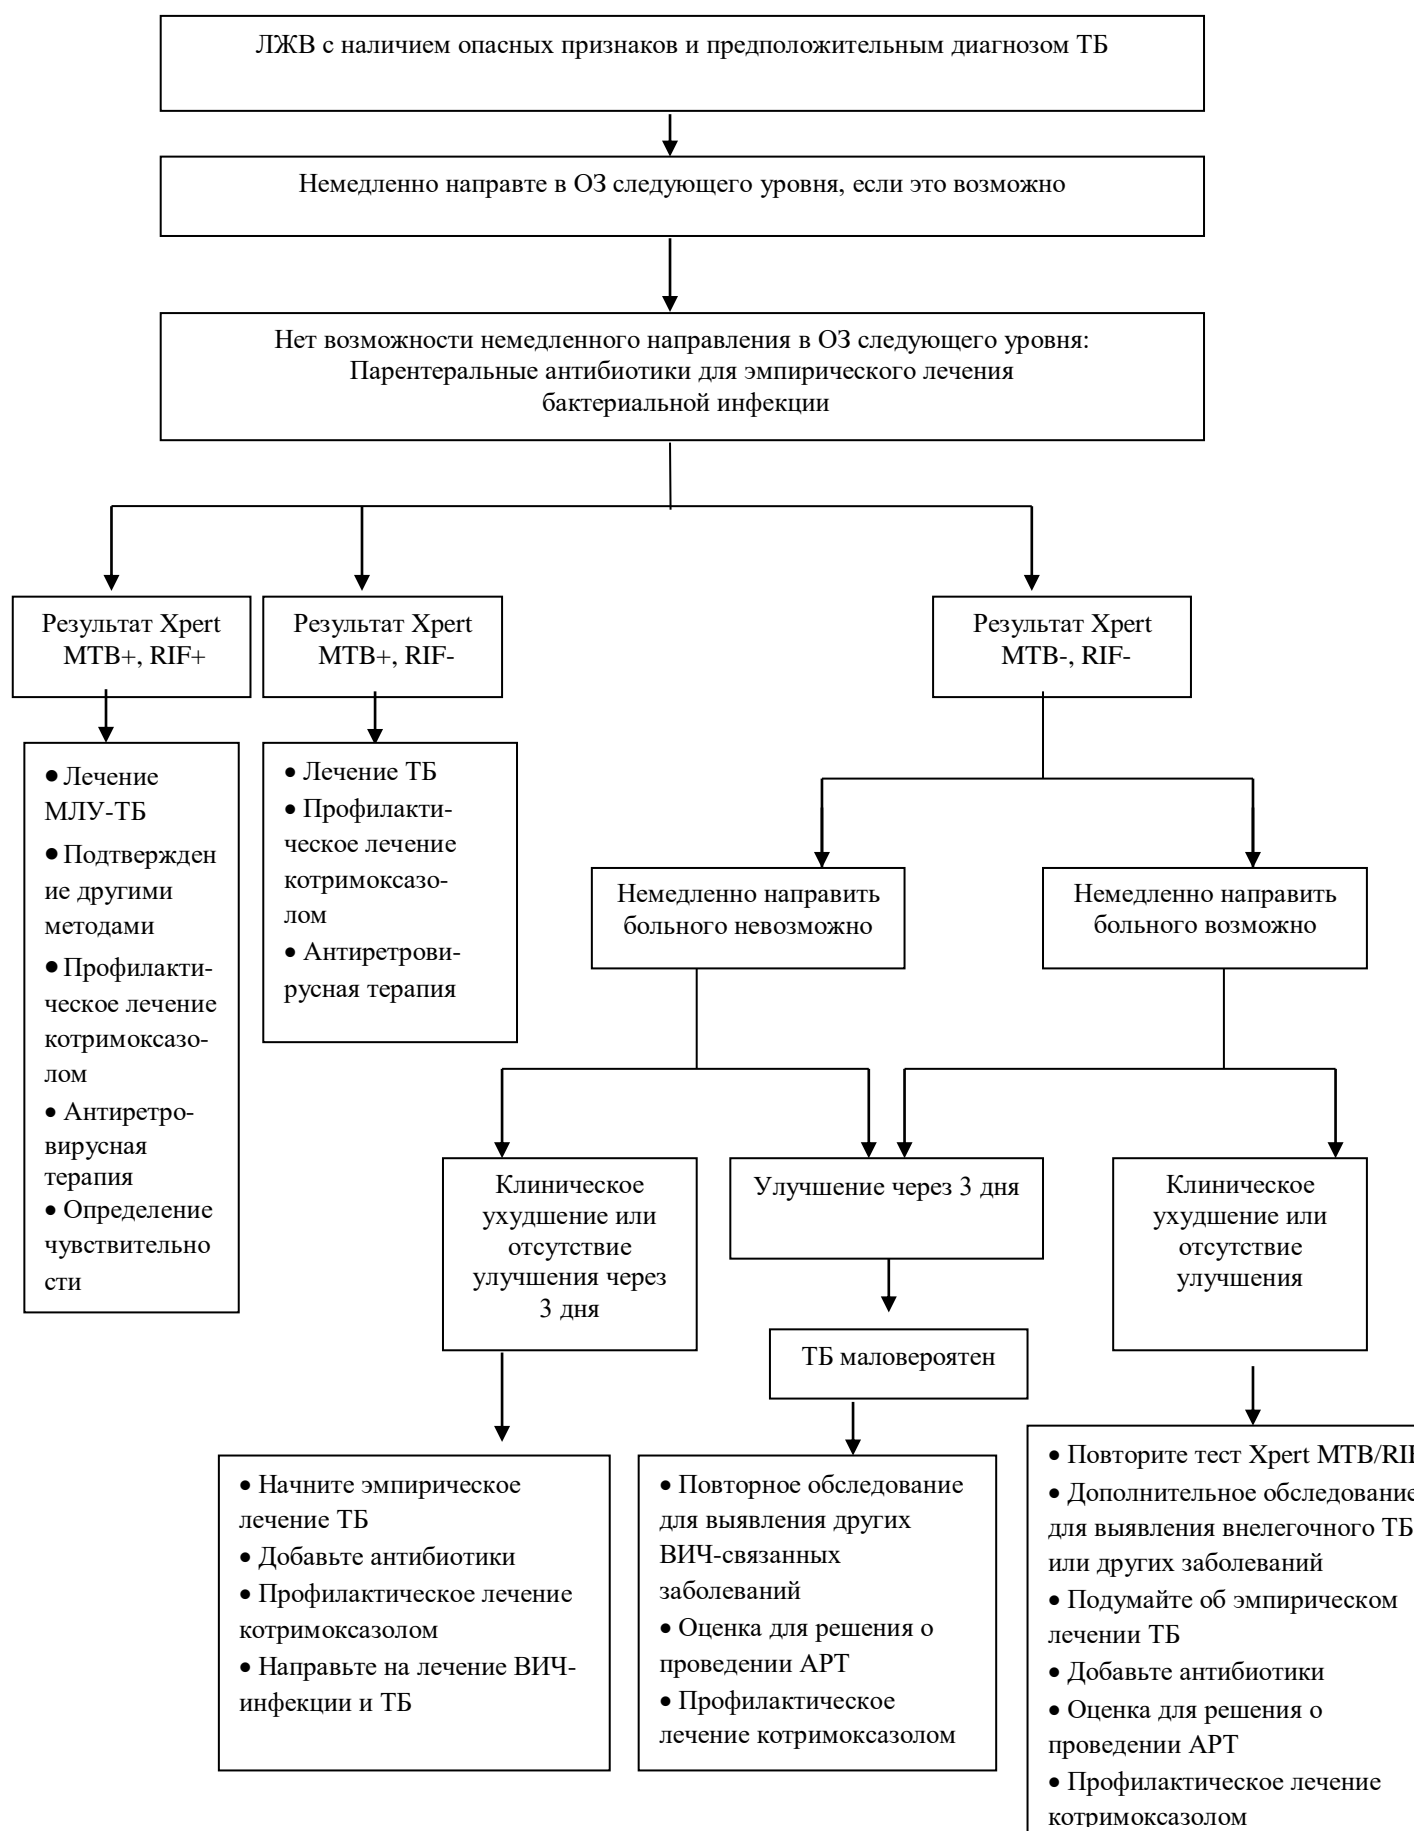 ЛЖВ с наличием опасных признаков и предположительным диагнозом ТБ
Немедленно направте в ОЗ следующего уровня, если это возможно
Нет возможности немедленного направления в ОЗ следующего уровня:
Парентеральные антибиотики для эмпирического лечения
бактериальной инфекции
Результат Xpert
MTB+, RIF+
Результат Xpert
MTB+, RIF-
Результат Xpert
MTB-, RIF-
• Лечение
МЛУ-ТБ
• Подтвержден
ие другими
методами
• Профилакти-
ческое лечение
котримоксазо-
лом
• Антиретро-
вирусная
терапия
• Определение
чувствительно
сти
• Лечение ТБ
• Профилакти-
ческое лечение
котримоксазо-
лом
• Антиретрови-
русная терапия
Немедленно направить
больного невозможно
Немедленно направить
больного возможно
Клиническое
ухудшение или
отсутствие
улучшения через
3 дня
Улучшение через 3 дня
Клиническое
ухудшение или
отсутствие
улучшения
ТБ маловероятен
• Начните эмпирическое
лечение ТБ
• Добавьте антибиотики
• Профилактическое лечение
котримоксазолом
• Направьте на лечение ВИЧ-
инфекции и ТБ
• Повторное обследование
для выявления других
ВИЧ-связанных
заболеваний
• Оценка для решения о
проведении АРТ
• Профилактическое
лечение котримоксазолом
• Повторите тест Xpert MTB/RIF
• Дополнительное обследование
для выявления внелегочного ТБ
или других заболеваний
• Подумайте об эмпирическом
лечении ТБ
• Добавьте антибиотики
• Оценка для решения о
проведении АРТ
• Профилактическое лечение
котримоксазолом